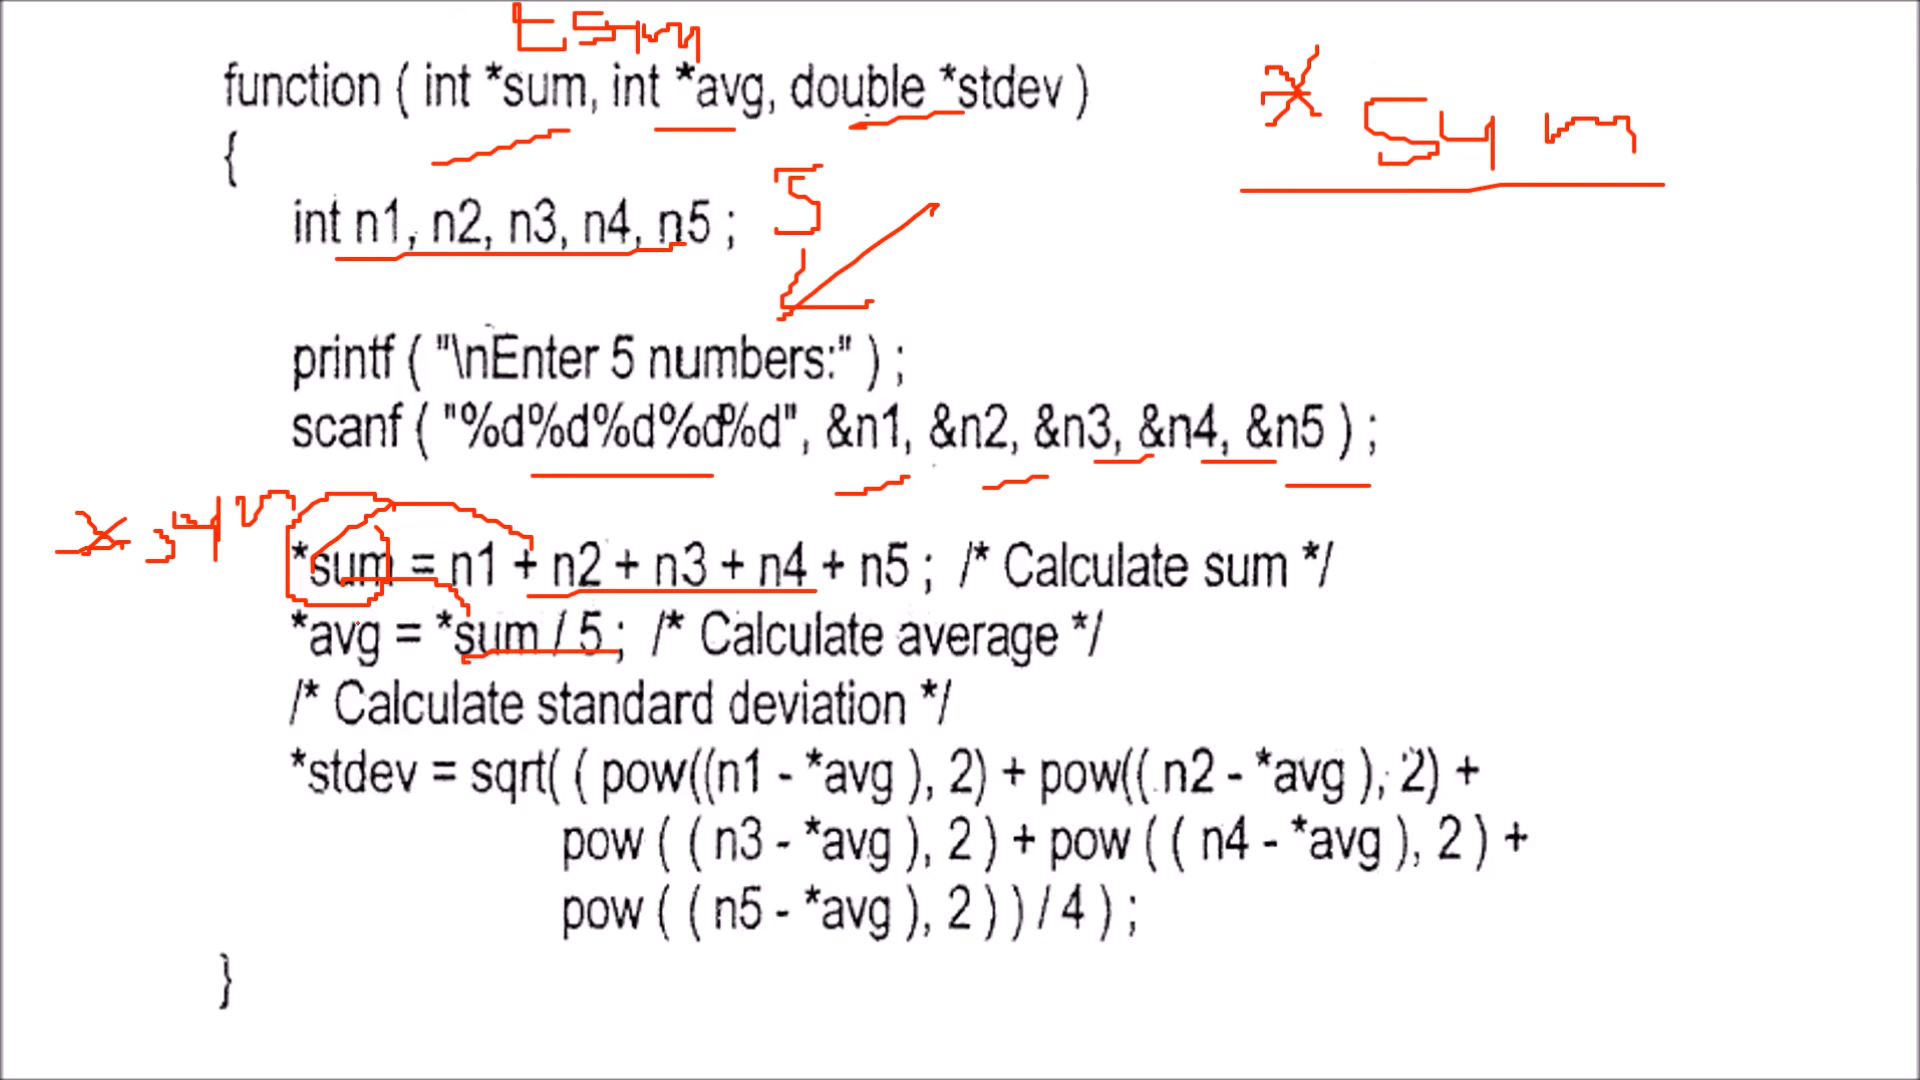 function ( int *sum, int *avg, double *stdev )
* sum
{
int n1, n2, n3, n4, n5 ;
5
printf ( "\nEnter 5 numbers:" ) ;
scanf ( "%d%d%d%d%d", &n1, &n2, &n3, &n4, &n5 ) ;
* sum
*sum = n1 + n2 + n3 + n4 + n5 ; /* Calculate sum */
*avg = *sum / 5 ; /* Calculate average */
/* Calculate standard deviation */
*stdev = sqrt( ( pow((n1 - *avg ), 2) + pow(( n2 - *avg ), 2) +
pow ( ( n3 - *avg ), 2 ) + pow ( ( n4 - *avg ), 2 ) +
pow ( ( n5 - *avg ), 2 ) ) / 4 ) ;
}